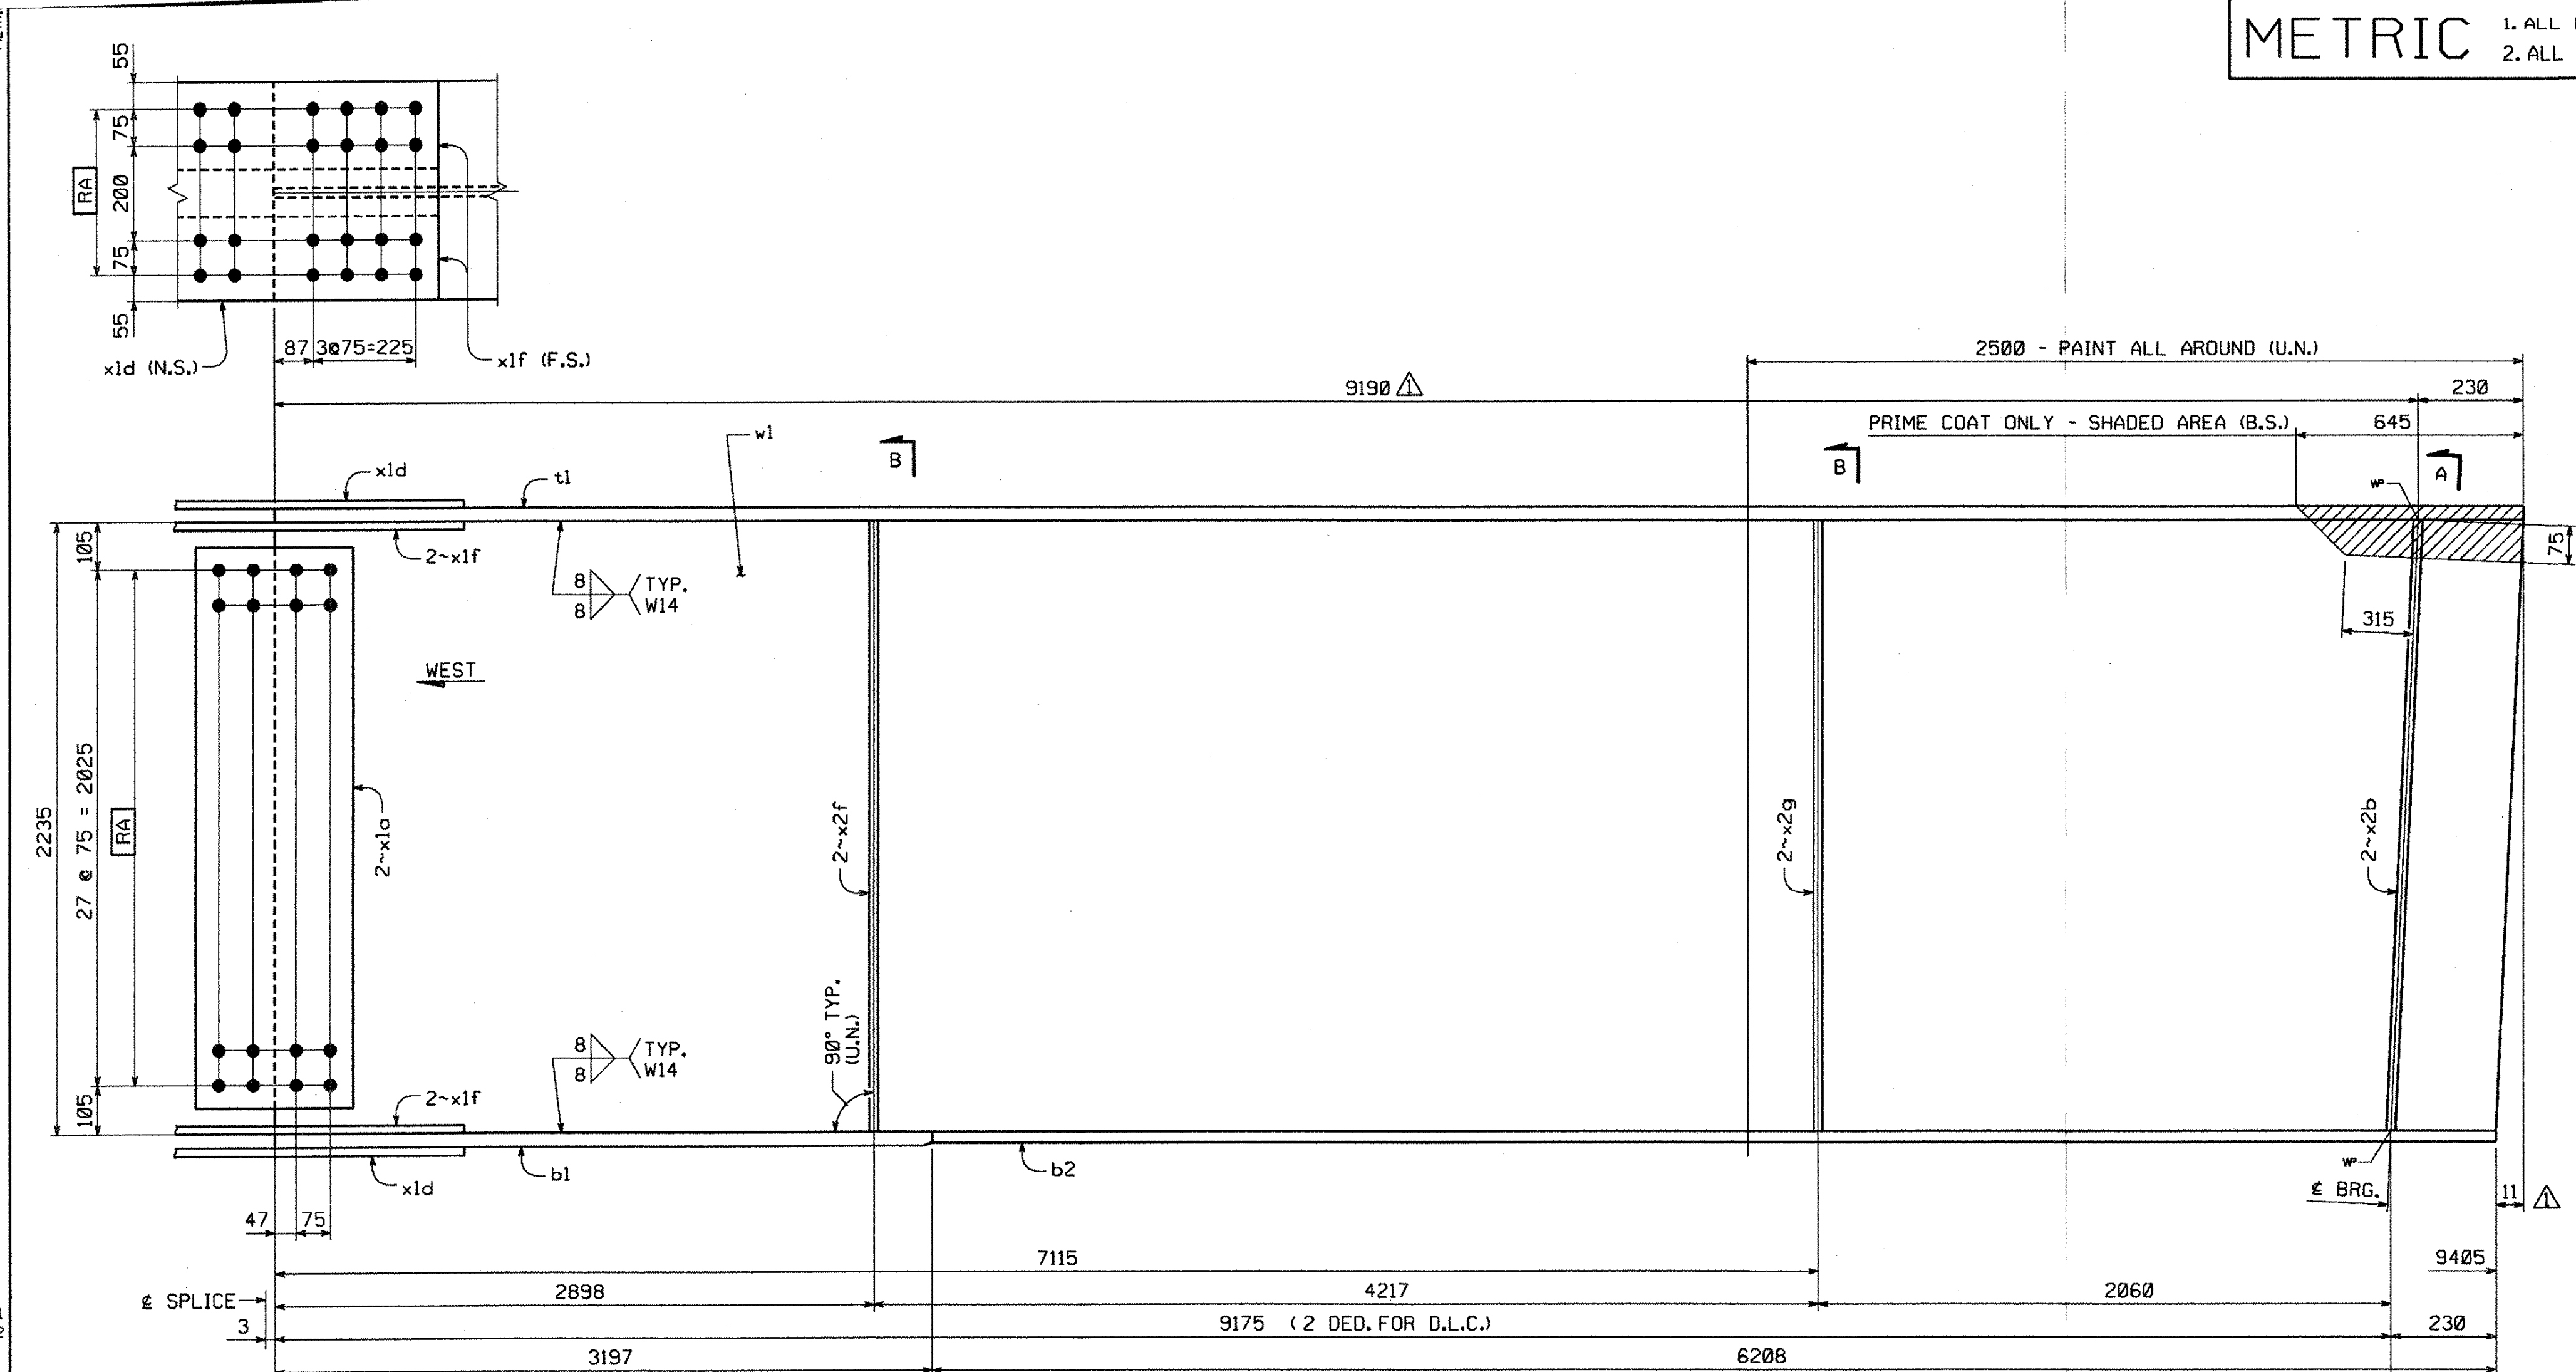 METRIC
1. ALL
2. ALL
55
75
RA
200
75
55
87 3@75=225
x1d (N.S.)
x1f (F.S.)
2500 - PAINT ALL AROUND (U.N.)
9190 1
230
PRIME COAT ONLY - SHADED AREA (B.S.)
645
w1
B
B
A
x1d
t1
WP
105
2~x1f
75
8
8
TYP.
W14
315
WEST
2235
27 @ 75 = 2025
RA
2~x1a
2~x2f
2~x2g
2~x2b
90° TYP.
(U.N.)
8
8
TYP.
W14
105
2~x1f
b1
b2
x1d
WP
℄ BRG.
11 1
47
75
7115
9405
℄ SPLICE
2898
4217
2060
3
9175 (2 DED. FOR D.L.C.)
230
3197
6208